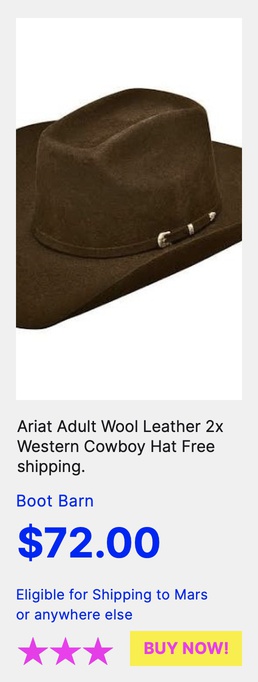 Ariat Adult Wool Leather 2x
Western Cowboy Hat Free
shipping.
Boot Barn
$72.00
Eligible for Shipping to Mars
or anywhere else
BUY NOW!